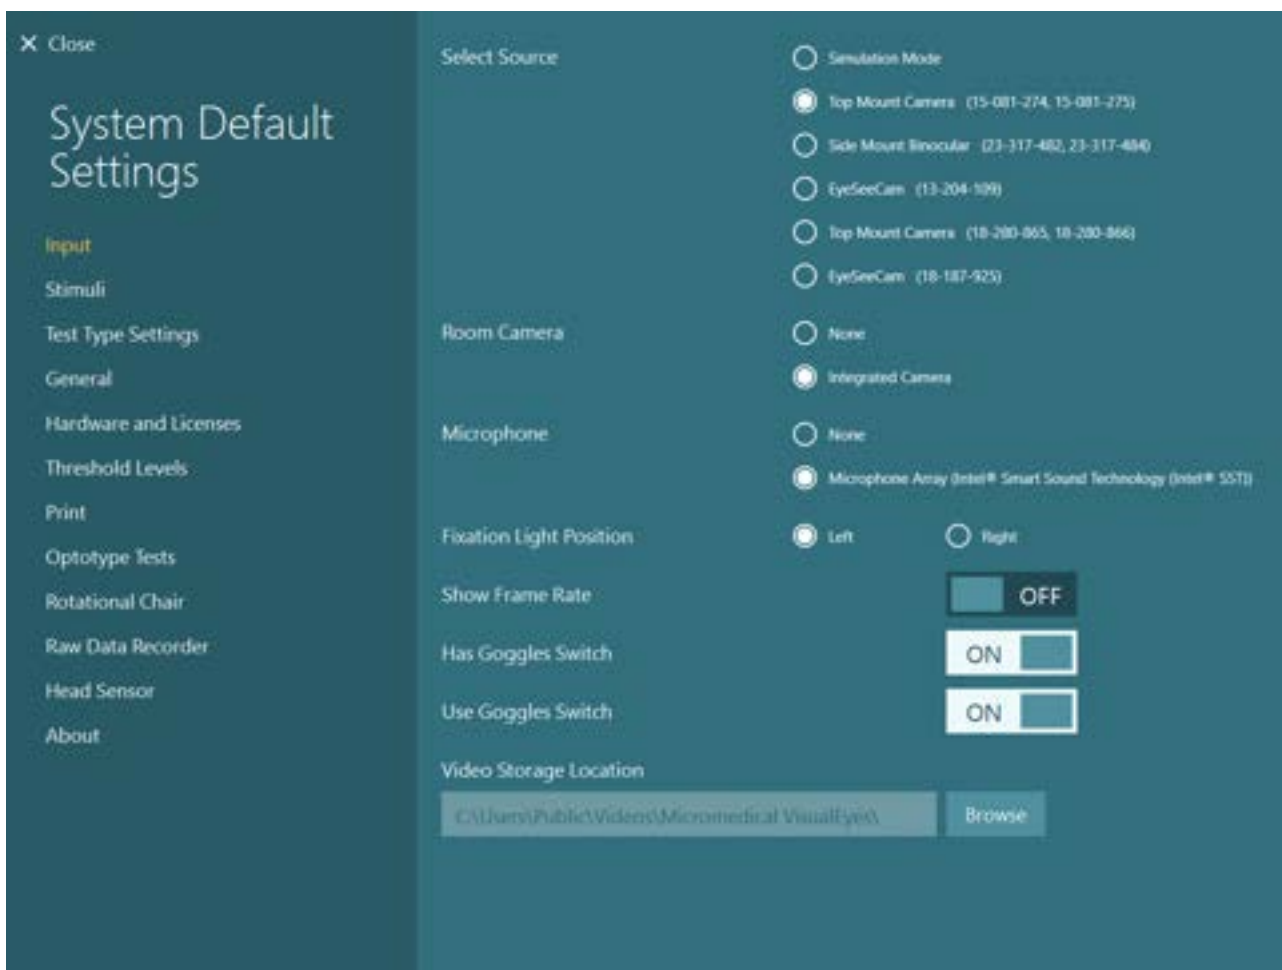 Close
System Default
Settings
Input
Stimuli
Test Type Settings
General
Hardware and Licenses
Threshold Levels
Print
Optotype Tests
Rotational Chair
Raw Data Recorder
Head Sensor
About
Select Source
Simulation Mode
Top Mount Camera (15-081-274, 15-081-275)
Side Mount Binocular (23-317-482, 23-317-484)
EyeSeeCam (13-204-109)
Top Mount Camera (18-280-865, 18-280-866)
EyeSeeCam (18-187-925)
Room Camera
None
Integrated Camera
Microphone
None
Microphone Array (Intel® Smart Sound Technology (Intel® SST))
Fixation Light Position
Left
Right
Show Frame Rate
OFF
Has Goggles Switch
ON
Use Goggles Switch
ON
Video Storage Location
C:\Users\Public\Videos\Micromedical VisualEyes\
Browse